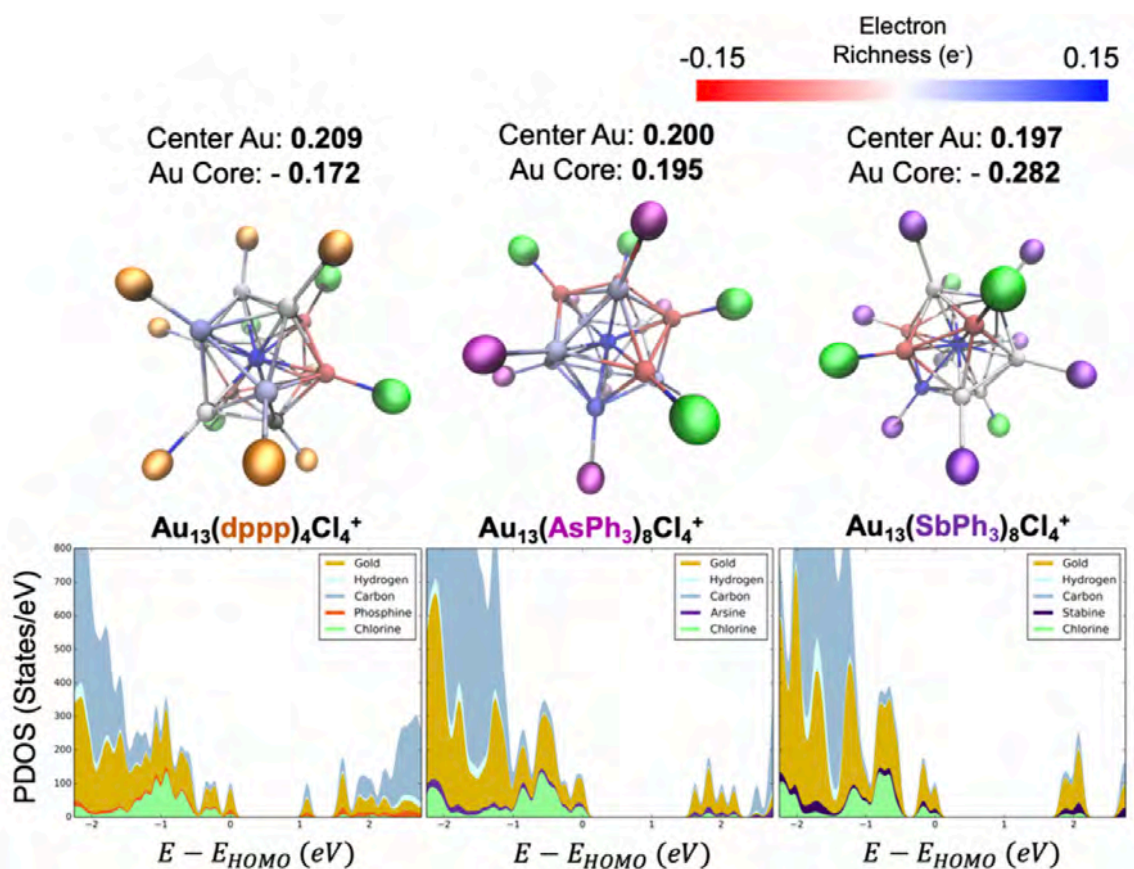 Electron
Richness (e⁻)
-0.15 0.15
Center Au: 0.209
Au Core: - 0.172
Center Au: 0.200
Au Core: 0.195
Center Au: 0.197
Au Core: - 0.282
Au₁₃(dppp)₄Cl₄⁺
Au₁₃(AsPh₃)₈Cl₄⁺
Au₁₃(SbPh₃)₈Cl₄⁺
PDOS (States/eV)
800
700
600
500
400
300
200
100
0
Gold
Hydrogen
Carbon
Phosphine
Chlorine
Gold
Hydrogen
Carbon
Arsine
Chlorine
Gold
Hydrogen
Carbon
Stabine
Chlorine
−2 −1 0 1 2
−2 −1 0 1 2
−2 −1 0 1 2
E − E_HOMO (eV)
E − E_HOMO (eV)
E − E_HOMO (eV)